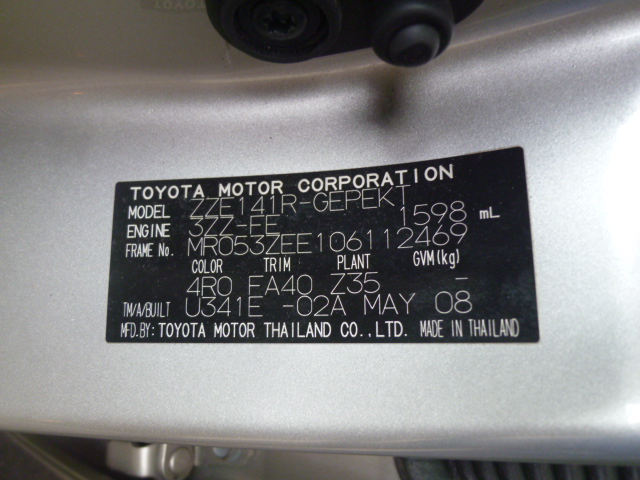 TOYOTA MOTOR CORPORATION
MODEL ZZE141R-GEPEKT
ENGINE 3ZZ-FE 1598 mL
FRAME No. MR053ZEE106112469
COLOR TRIM PLANT GVM(kg)
4R0 FA40 Z35 -
TM/A/BUILT U341E -02A MAY 08
MFD.BY: TOYOTA MOTOR THAILAND CO.,LTD. MADE IN THAILAND